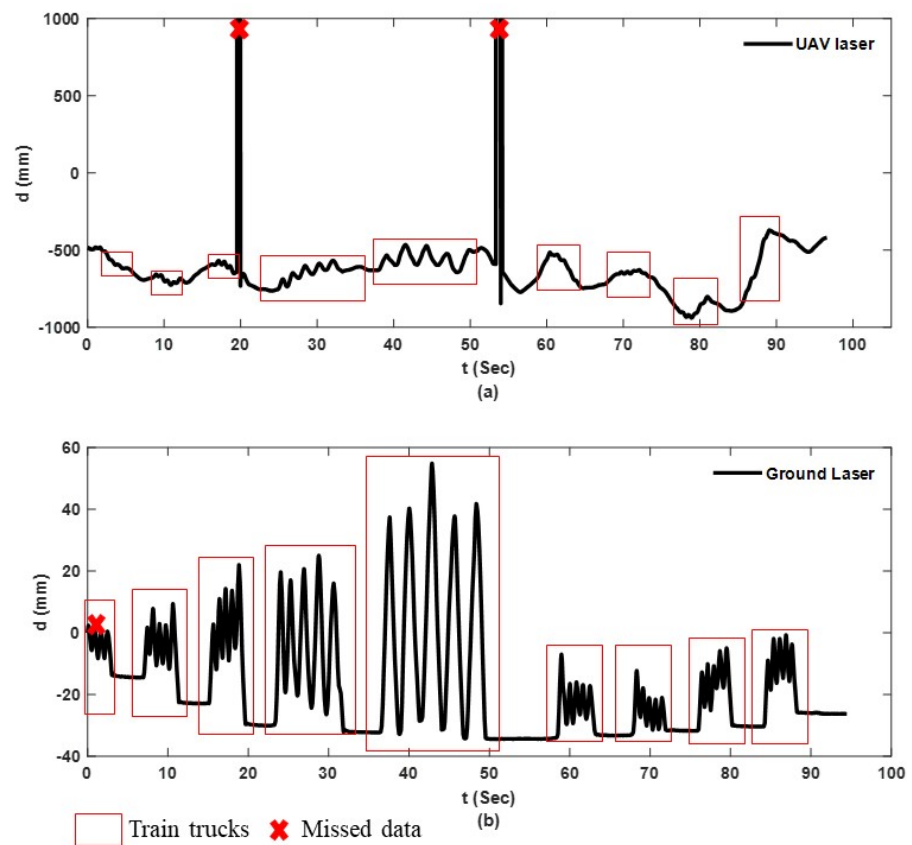 1000
500
0
-500
-1000
d (mm)
UAV laser
0 10 20 30 40 50 60 70 80 90 100
t (Sec)
(a)
60
40
20
0
-20
-40
d (mm)
Ground Laser
0 10 20 30 40 50 60 70 80 90 100
t (Sec)
(b)
Train trucks Missed data